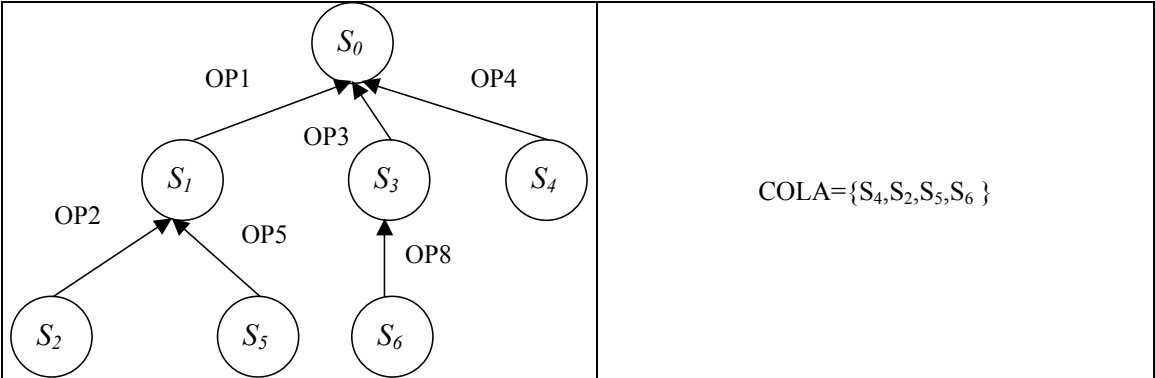 S0
OP1
OP4
OP3
S1
S3
S4
COLA={S4,S2,S5,S6 }
OP2
OP5
OP8
S2
S5
S6